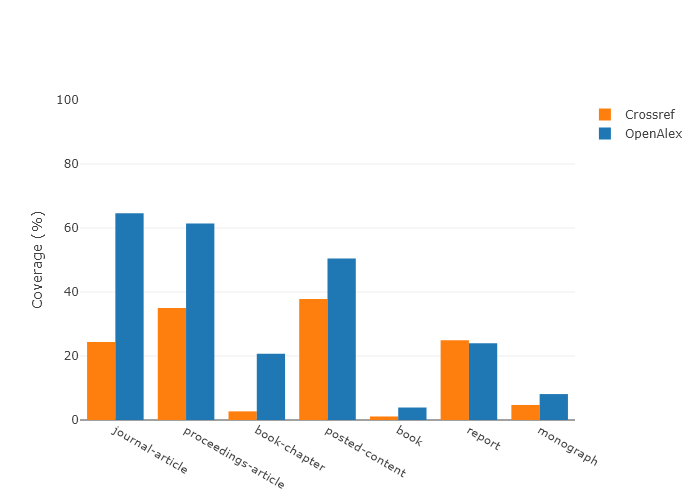 100
80
60
40
20
0
Coverage (%)
journal-article
proceedings-article
book-chapter
posted-content
book
report
monograph
Crossref
OpenAlex